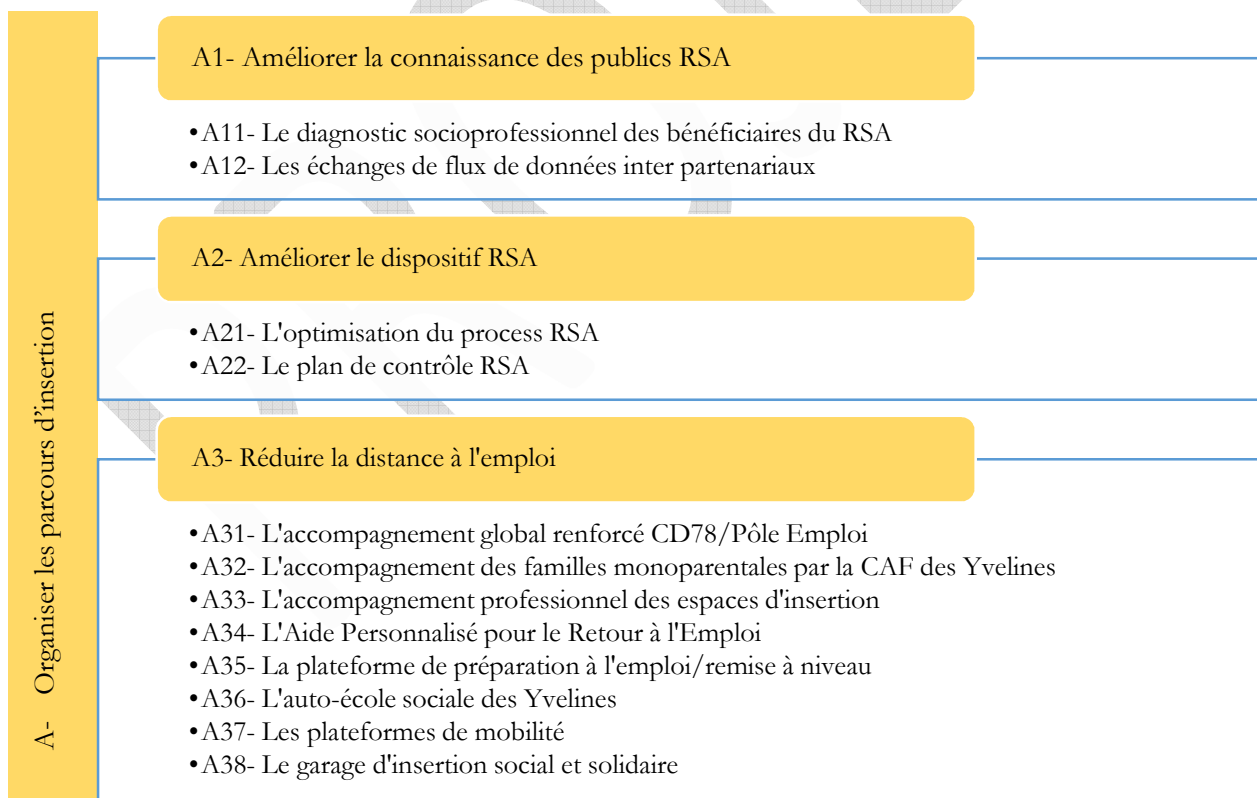 A- Organiser les parcours d’insertion
A1- Améliorer la connaissance des publics RSA
•A11- Le diagnostic socioprofessionnel des bénéficiaires du RSA
•A12- Les échanges de flux de données inter partenariaux
A2- Améliorer le dispositif RSA
•A21- L'optimisation du process RSA
•A22- Le plan de contrôle RSA
A3- Réduire la distance à l'emploi
•A31- L'accompagnement global renforcé CD78/Pôle Emploi
•A32- L'accompagnement des familles monoparentales par la CAF des Yvelines
•A33- L'accompagnement professionnel des espaces d'insertion
•A34- L'Aide Personnalisé pour le Retour à l'Emploi
•A35- La plateforme de préparation à l'emploi/remise à niveau
•A36- L'auto-école sociale des Yvelines
•A37- Les plateformes de mobilité
•A38- Le garage d'insertion social et solidaire